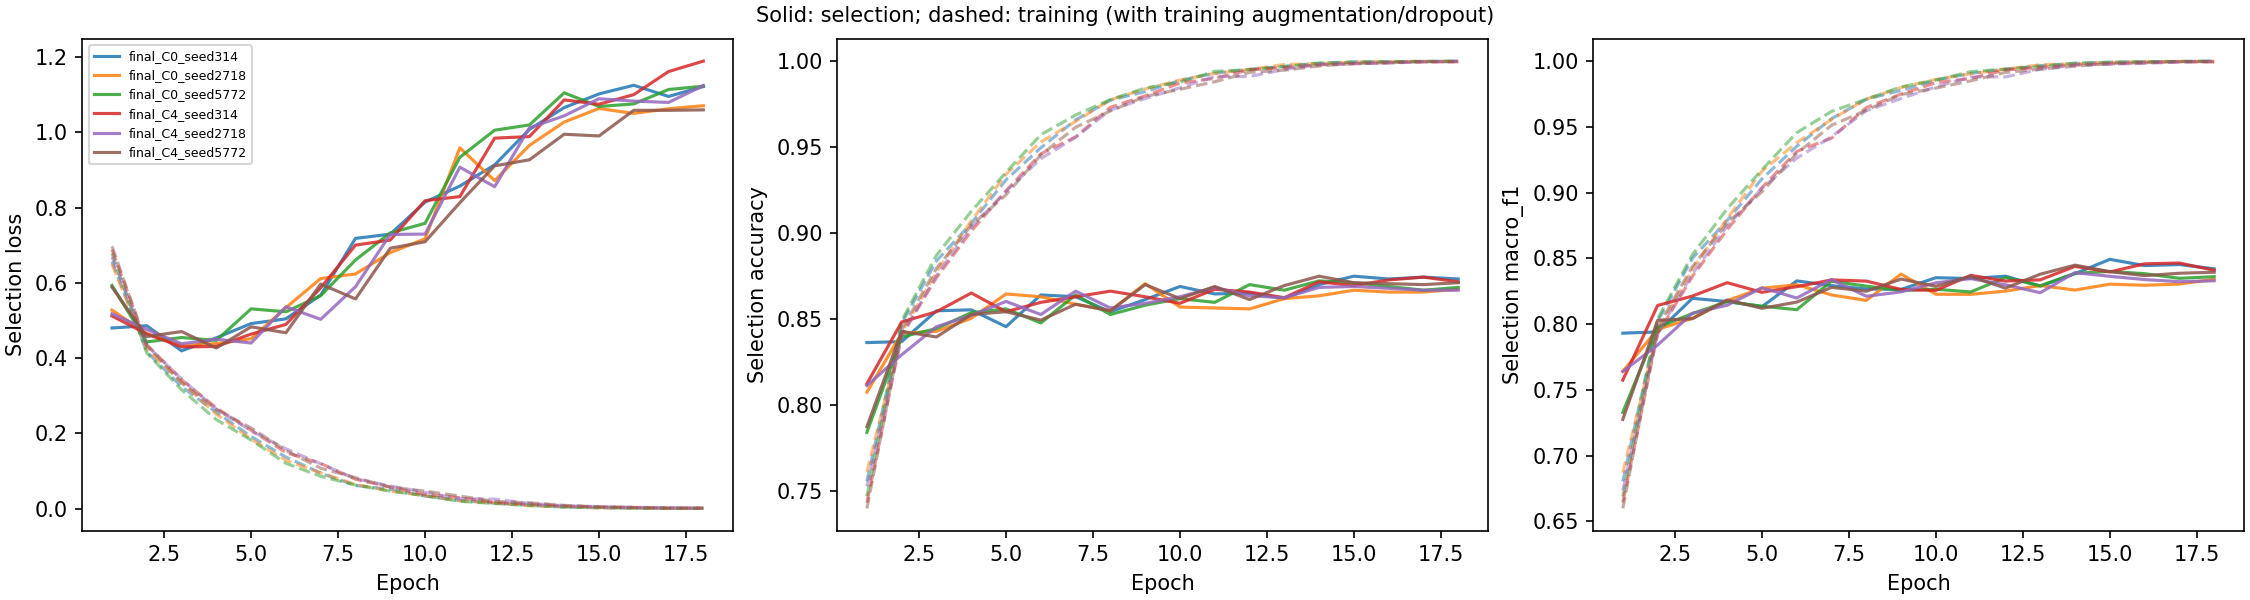 Solid: selection; dashed: training (with training augmentation/dropout)
Selection loss
1.2
1.0
0.8
0.6
0.4
0.2
0.0
final_C0_seed314
final_C0_seed2718
final_C0_seed5772
final_C4_seed314
final_C4_seed2718
final_C4_seed5772
2.5 5.0 7.5 10.0 12.5 15.0 17.5
Epoch
Selection accuracy
1.00
0.95
0.90
0.85
0.80
0.75
2.5 5.0 7.5 10.0 12.5 15.0 17.5
Epoch
Selection macro_f1
1.00
0.95
0.90
0.85
0.80
0.75
0.70
0.65
2.5 5.0 7.5 10.0 12.5 15.0 17.5
Epoch